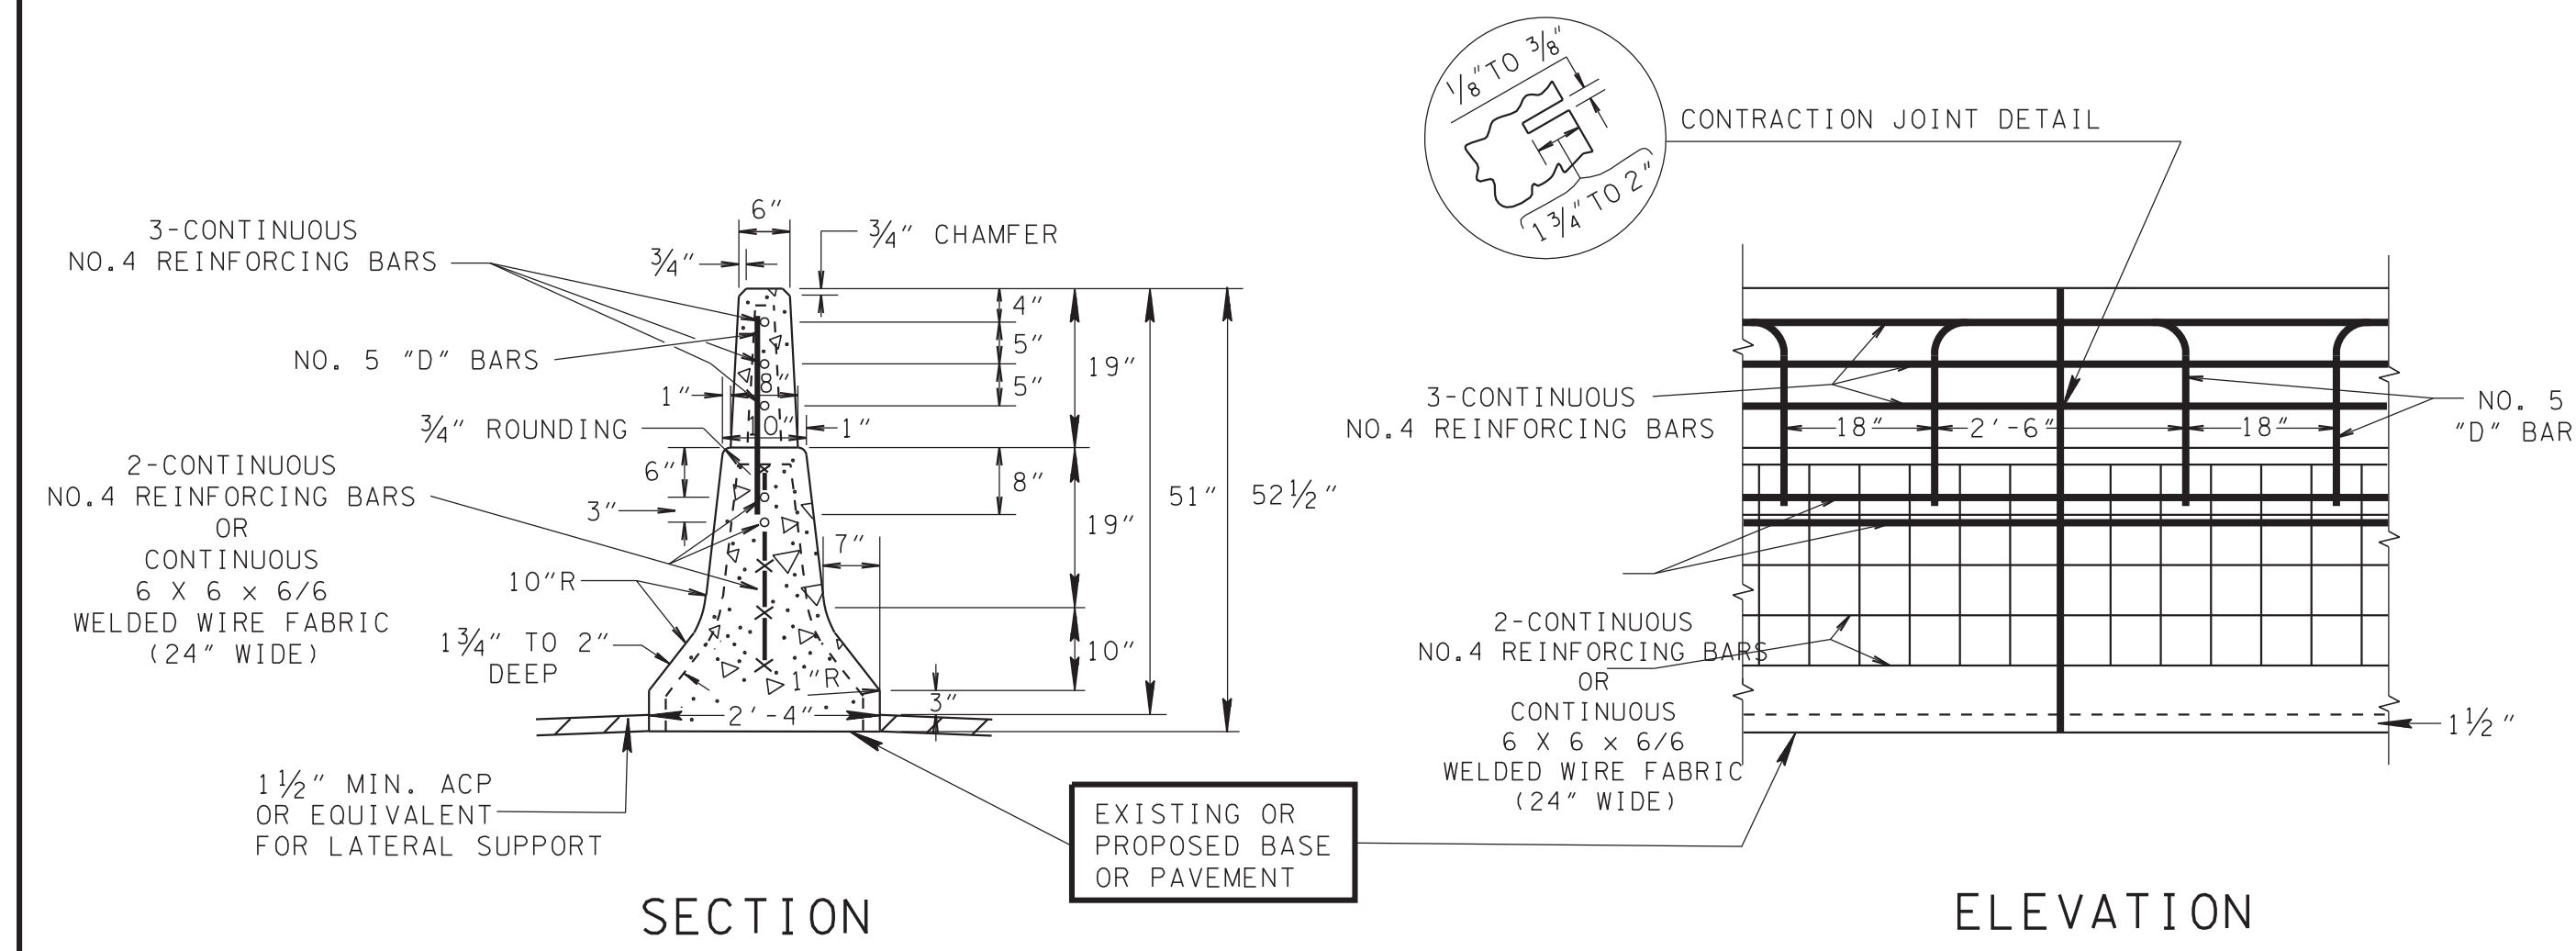 3-CONTINUOUS
NO.4 REINFORCING BARS
NO. 5 "D" BARS
3/4" ROUNDING
2-CONTINUOUS
NO.4 REINFORCING BARS
OR
CONTINUOUS
6 X 6 x 6/6
WELDED WIRE FABRIC
(24" WIDE)
10"R
1 3/4" TO 2"
DEEP
1 1/2" MIN. ACP
OR EQUIVALENT
FOR LATERAL SUPPORT
6"
3/4"
3/4" CHAMFER
1"
8"
10"
1"
6"
3"
7"
1"R
2'-4"
3"
4"
5"
5"
8"
19"
19"
10"
51"
52 1/2"
SECTION
EXISTING OR
PROPOSED BASE
OR PAVEMENT
1/8" TO 3/8"
1 3/4" TO 2"
CONTRACTION JOINT DETAIL
3-CONTINUOUS
NO.4 REINFORCING BARS
18"
2'-6"
18"
NO. 5
"D" BAR
2-CONTINUOUS
NO.4 REINFORCING BARS
OR
CONTINUOUS
6 X 6 x 6/6
WELDED WIRE FABRIC
(24" WIDE)
1 1/2"
ELEVATION